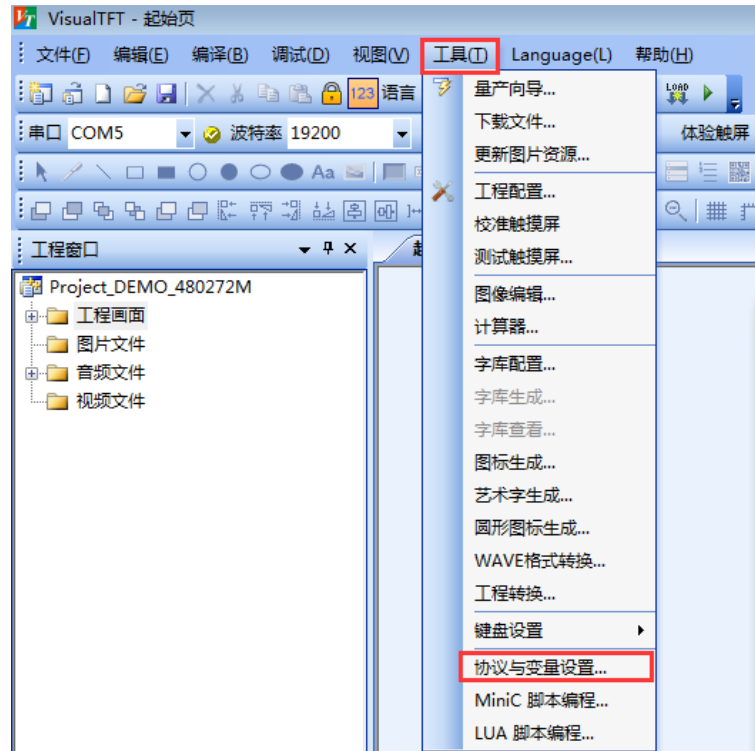 VisualTFT - 起始页
文件(F) 编辑(E) 编译(B) 调试(D) 视图(V) 工具(T) Language(L) 帮助(H)
123 语言 LOAD
串口 COM5 波特率 19200 体验触屏
Aa
工程窗口
Project_DEMO_480272M
工程画面
图片文件
音频文件
视频文件
量产向导...
下载文件...
更新图片资源...
工程配置...
校准触摸屏
测试触摸屏...
图像编辑...
计算器...
字库配置...
字库生成...
字库查看...
图标生成...
艺术字生成...
圆形图标生成...
WAVE格式转换...
工程转换...
键盘设置
协议与变量设置...
MiniC 脚本编程...
LUA 脚本编程...